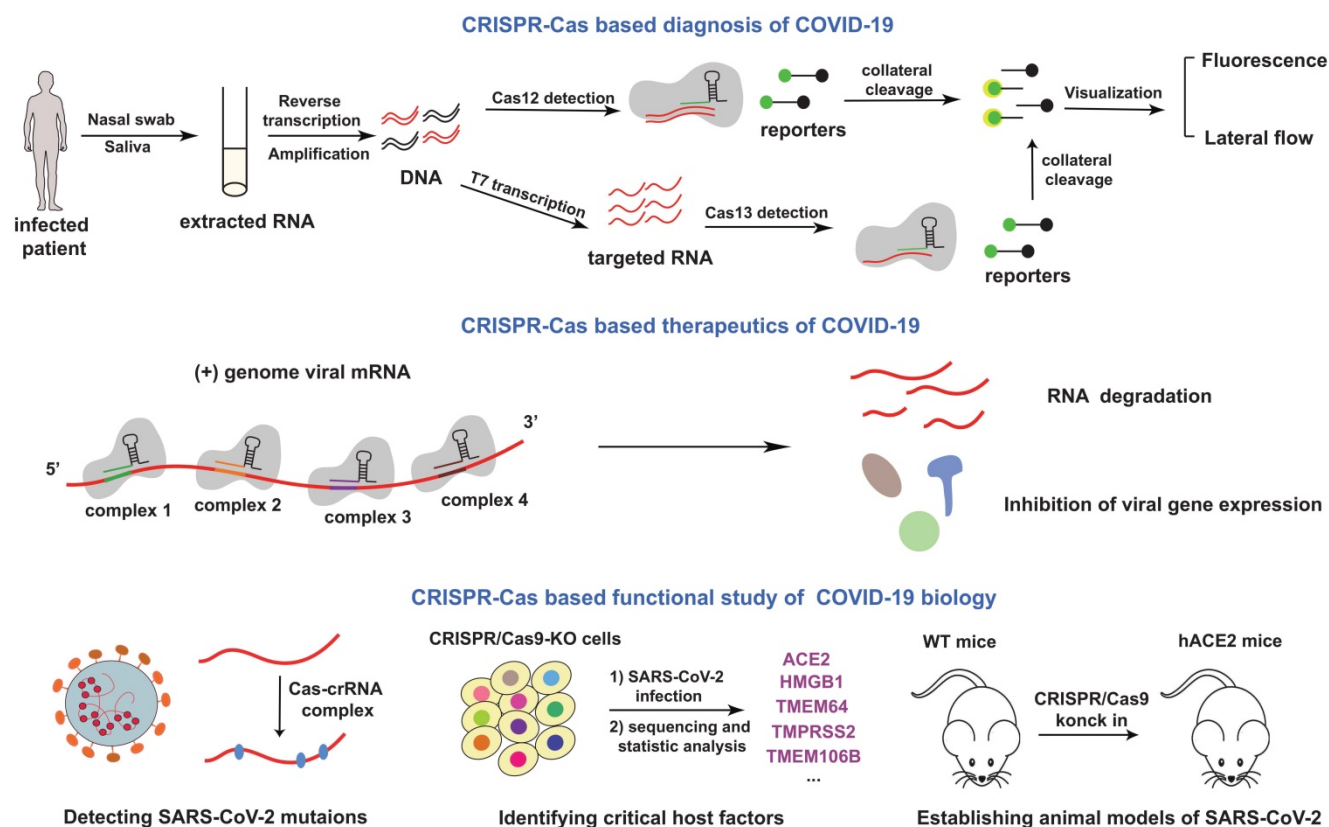 CRISPR-Cas based diagnosis of COVID-19
infected
patient
Nasal swab
Saliva
extracted RNA
Reverse
transcription
Amplification
DNA
Cas12 detection
reporters
collateral
cleavage
Visualization
Fluorescence
Lateral flow
T7 transcription
targeted RNA
Cas13 detection
reporters
collateral
cleavage
CRISPR-Cas based therapeutics of COVID-19
(+) genome viral mRNA
5’
3’
complex 1
complex 2
complex 3
complex 4
RNA degradation
Inhibition of viral gene expression
CRISPR-Cas based functional study of COVID-19 biology
Cas-crRNA
complex
Detecting SARS-CoV-2 mutaions
CRISPR/Cas9-KO cells
1) SARS-CoV-2
infection
2) sequencing and
statistic analysis
ACE2
HMGB1
TMEM64
TMPRSS2
TMEM106B
...
Identifying critical host factors
WT mice
CRISPR/Cas9
konck in
hACE2 mice
Establishing animal models of SARS-CoV-2